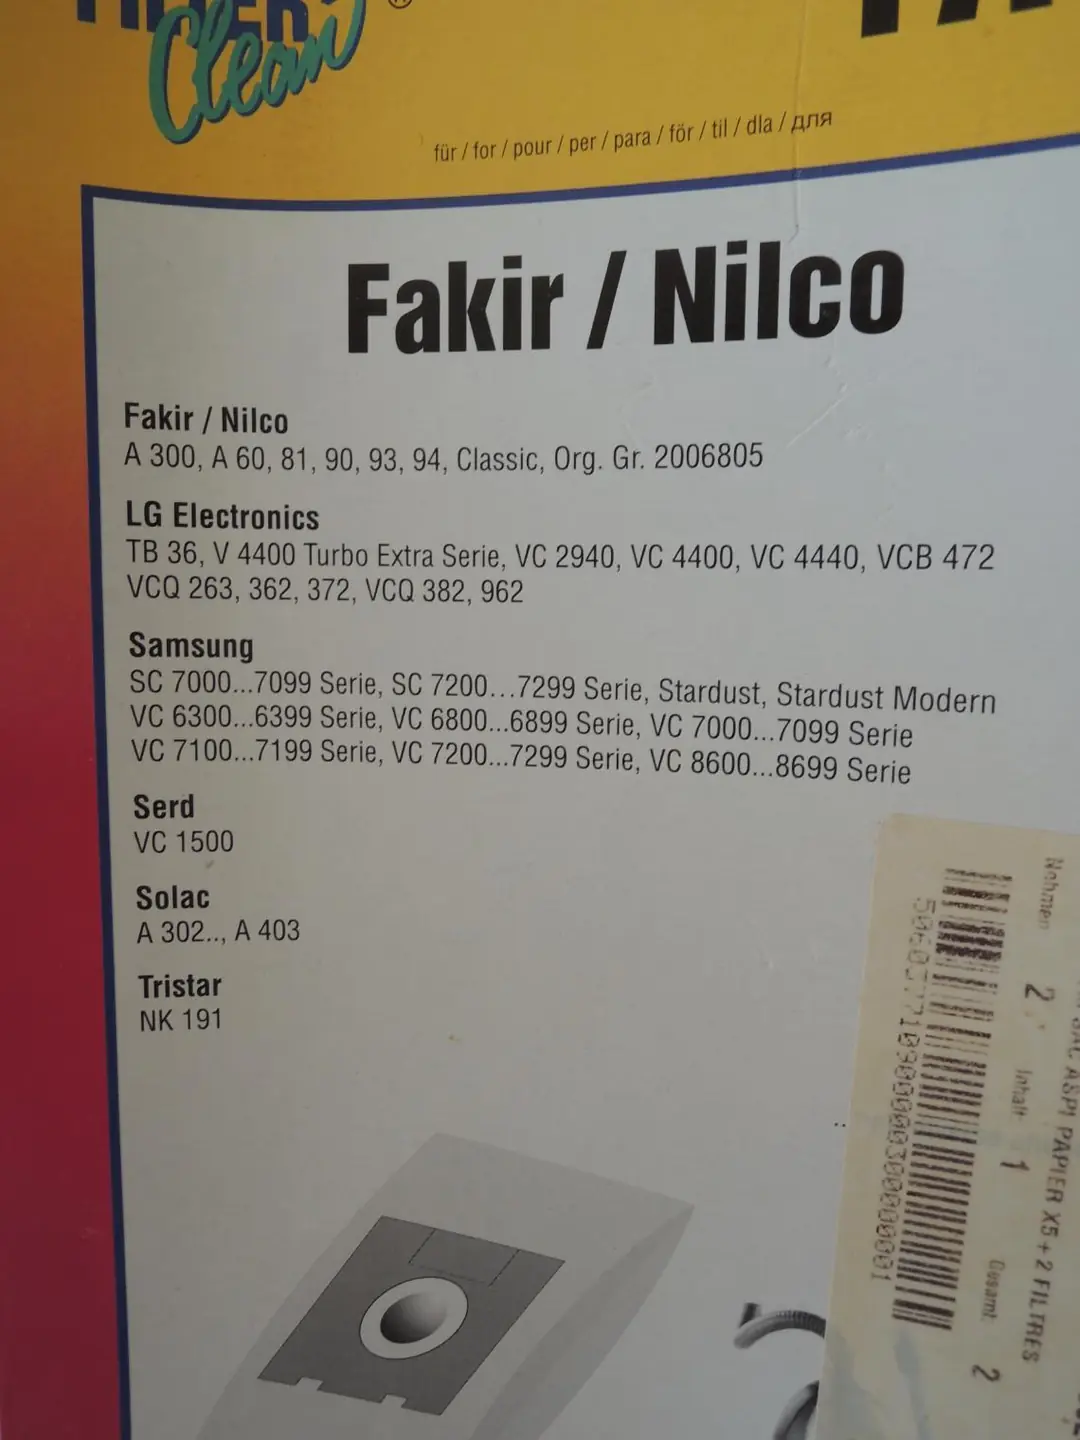 Clean
®
für / for / pour / per / para / för / til / dla / для
Fakir / Nilco
Fakir / Nilco
A 300, A 60, 81, 90, 93, 94, Classic, Org. Gr. 2006805
LG Electronics
TB 36, V 4400 Turbo Extra Serie, VC 2940, VC 4400, VC 4440, VCB 472
VCQ 263, 362, 372, VCQ 382, 962
Samsung
SC 7000...7099 Serie, SC 7200...7299 Serie, Stardust, Stardust Modern
VC 6300...6399 Serie, VC 6800...6899 Serie, VC 7000...7099 Serie
VC 7100...7199 Serie, VC 7200...7299 Serie, VC 8600...8699 Serie
Serd
VC 1500
Solac
A 302.., A 403
Tristar
NK 191
ASPI PAPIER X5 + 2 FILTRES
Nehmen 2 Inhalt 1 Gesamt 2